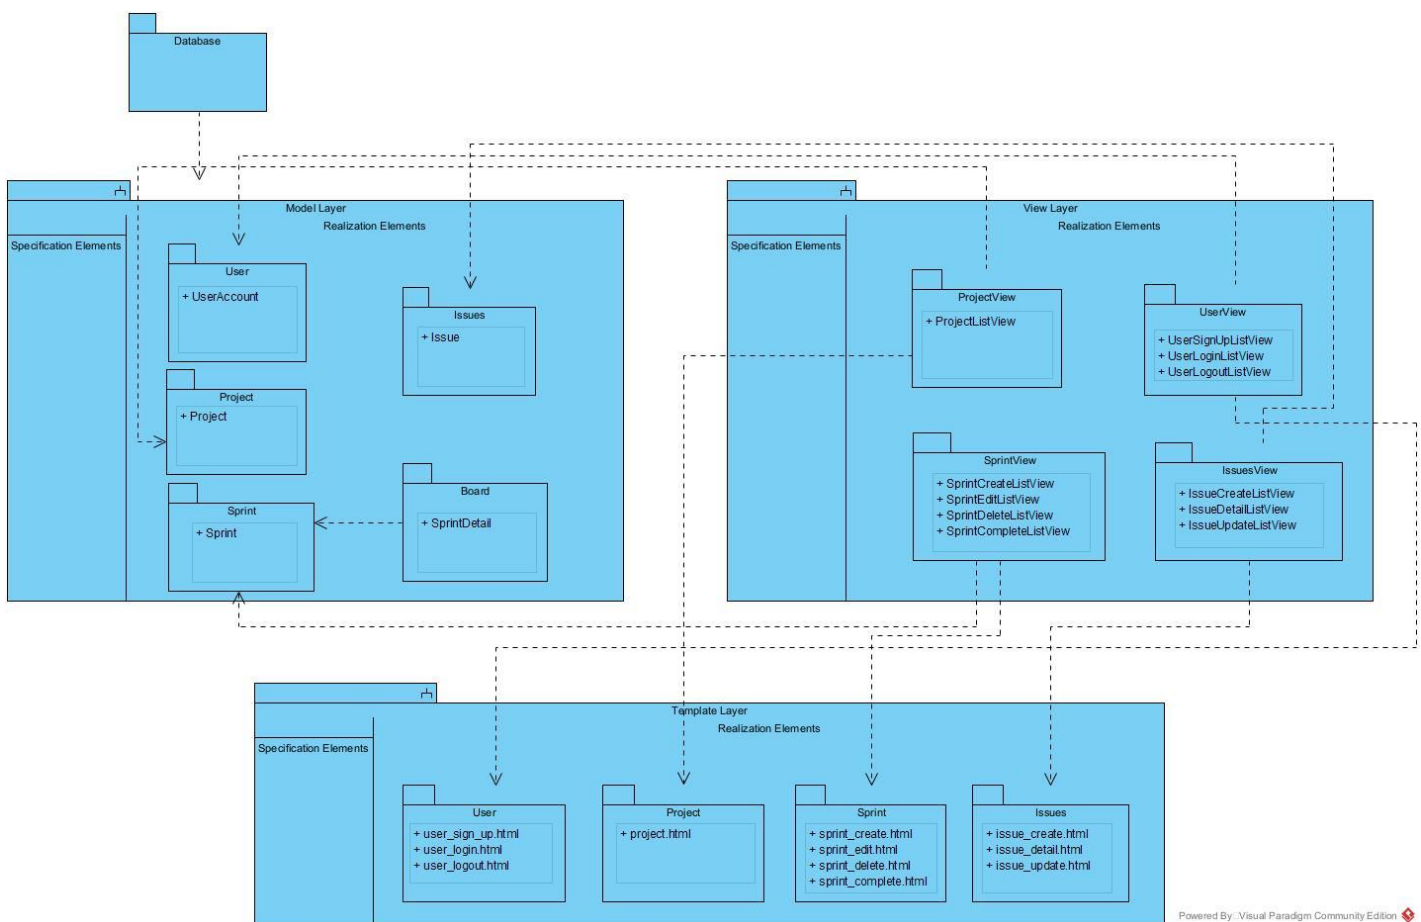 Database
Model Layer
Realization Elements
Specification Elements
User
+ UserAccount
Issues
+ Issue
Project
+ Project
Sprint
+ Sprint
Board
+ SprintDetail
View Layer
Realization Elements
Specification Elements
ProjectView
+ ProjectListView
UserView
+ UserSignUpListView
+ UserLoginListView
+ UserLogoutListView
SprintView
+ SprintCreateListView
+ SprintEditListView
+ SprintDeleteListView
+ SprintCompleteListView
IssuesView
+ IssueCreateListView
+ IssueDetailListView
+ IssueUpdateListView
Template Layer
Realization Elements
Specification Elements
User
+ user_sign_up.html
+ user_login.html
+ user_logout.html
Project
+ project.html
Sprint
+ sprint_create.html
+ sprint_edit.html
+ sprint_delete.html
+ sprint_complete.html
Issues
+ issue_create.html
+ issue_detail.html
+ issue_update.html
Powered By Visual Paradigm Community Edition